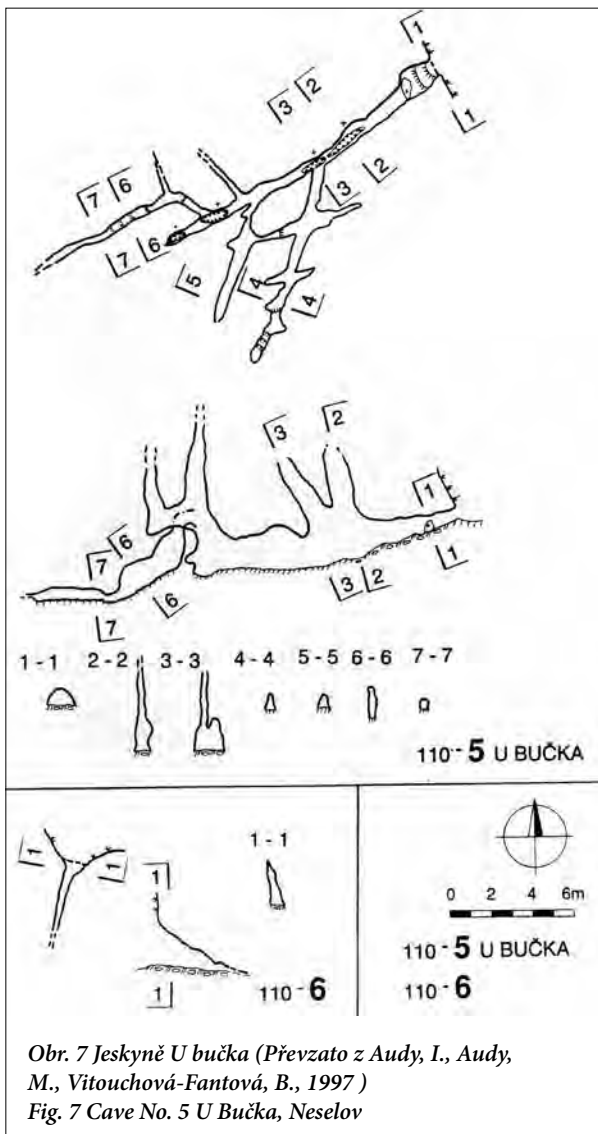 1
1
3 2
3 2
7 6
7 6
5
4
4
3
2
1
7 6
6
7
3 2
1
1 - 1 2 - 2 3 - 3 4 - 4 5 - 5 6 - 6 7 - 7
110 - 5 U BUČKA
1
1
1
1
1 - 1
110 - 6
0 2 4 6m
110 - 5 U BUČKA
110 - 6
Obr. 7 Jeskyně U bučka (Převzato z Audy, I., Audy,
M., Vitouchová-Fantová, B., 1997 )
Fig. 7 Cave No. 5 U Bučka, Neselov